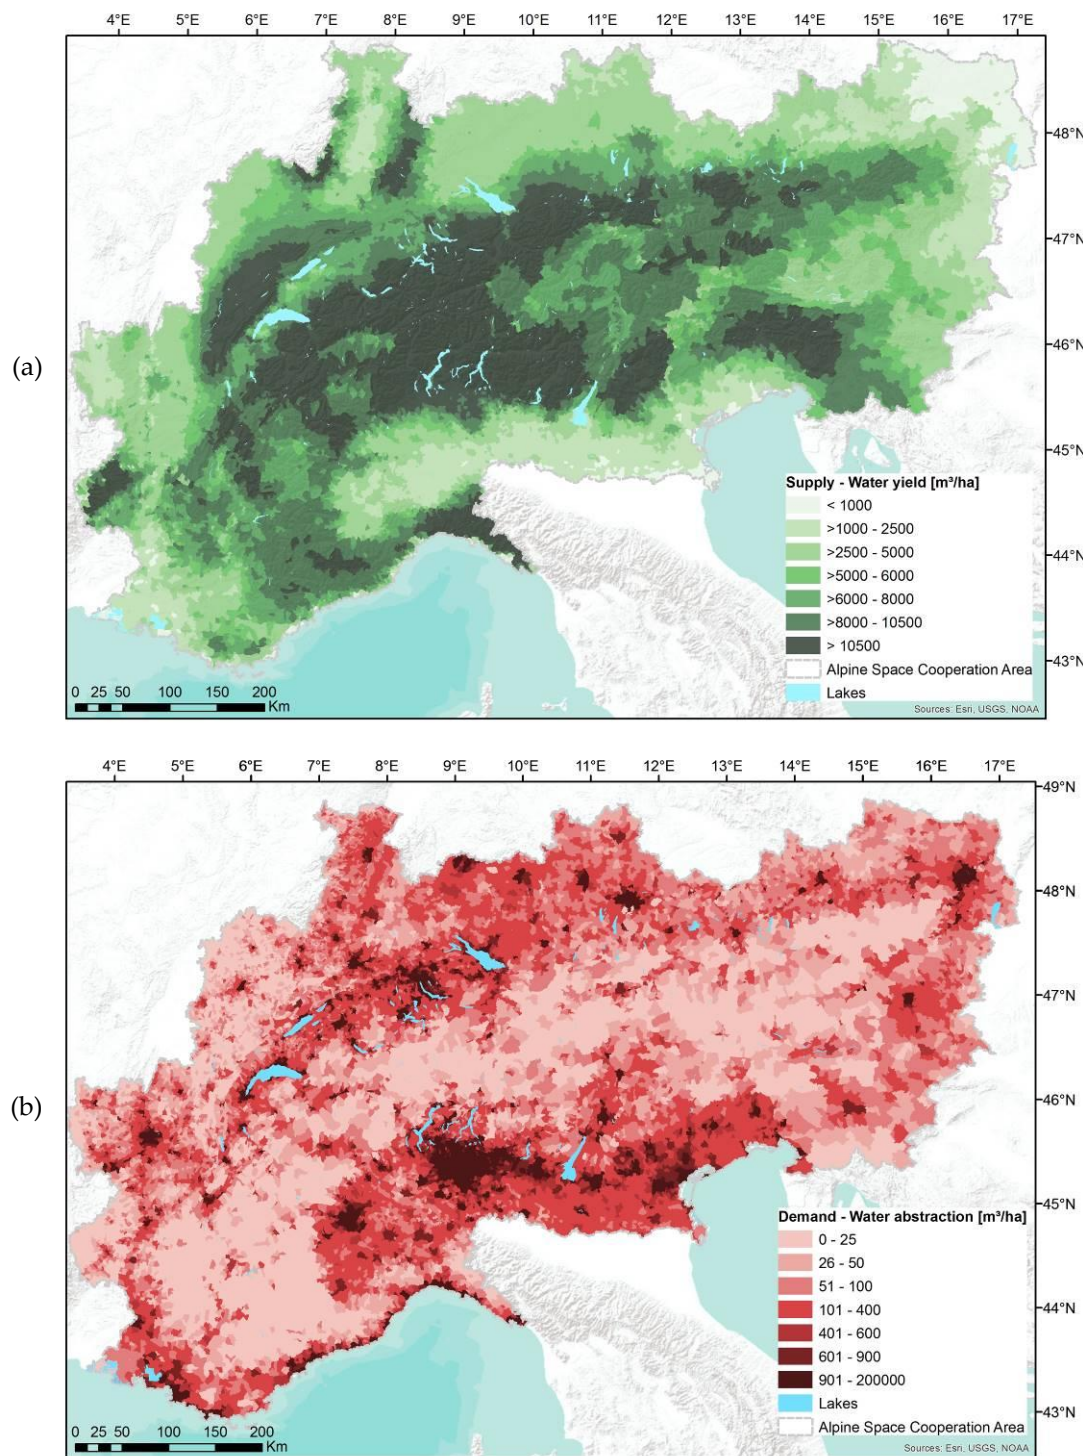 4°E 5°E 6°E 7°E 8°E 9°E 10°E 11°E 12°E 13°E 14°E 15°E 16°E 17°E
48°N
47°N
(a)
46°N
45°N
Supply - Water yield [m³/ha]
< 1000
>1000 - 2500
>2500 - 5000
>5000 - 6000
>6000 - 8000
>8000 - 10500
> 10500
Alpine Space Cooperation Area
Lakes
44°N
43°N
0 25 50 100 150 200
Km
Sources: Esri, USGS, NOAA
4°E 5°E 6°E 7°E 8°E 9°E 10°E 11°E 12°E 13°E 14°E 15°E 16°E 17°E
49°N
48°N
47°N
(b)
46°N
45°N
Demand - Water abstraction [m³/ha]
0 - 25
26 - 50
51 - 100
101 - 400
401 - 600
601 - 900
901 - 200000
Lakes
Alpine Space Cooperation Area
44°N
43°N
0 25 50 100 150 200
Km
Sources: Esri, USGS, NOAA